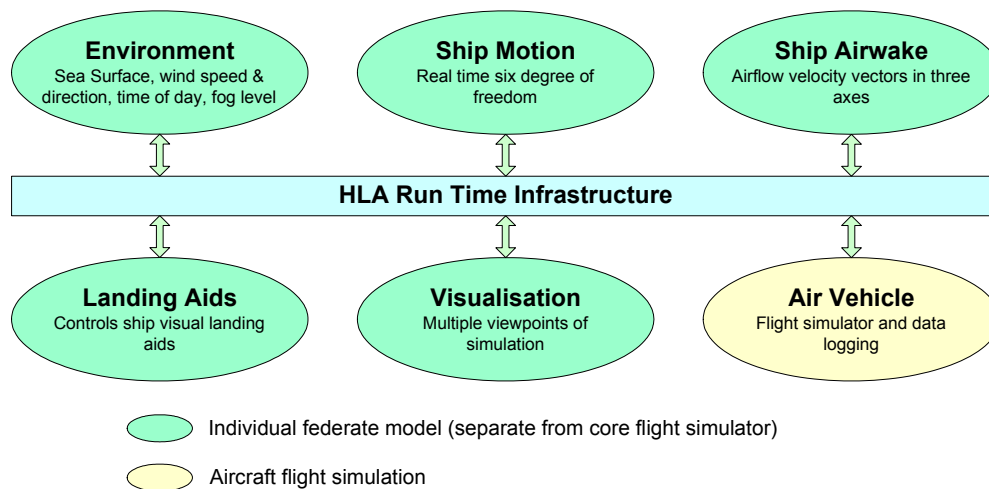 Environment
Sea Surface, wind speed &
direction, time of day, fog level
Ship Motion
Real time six degree of
freedom
Ship Airwake
Airflow velocity vectors in three
axes
HLA Run Time Infrastructure
Landing Aids
Controls ship visual landing
aids
Visualisation
Multiple viewpoints of
simulation
Air Vehicle
Flight simulator and data
logging
Individual federate model (separate from core flight simulator)
Aircraft flight simulation